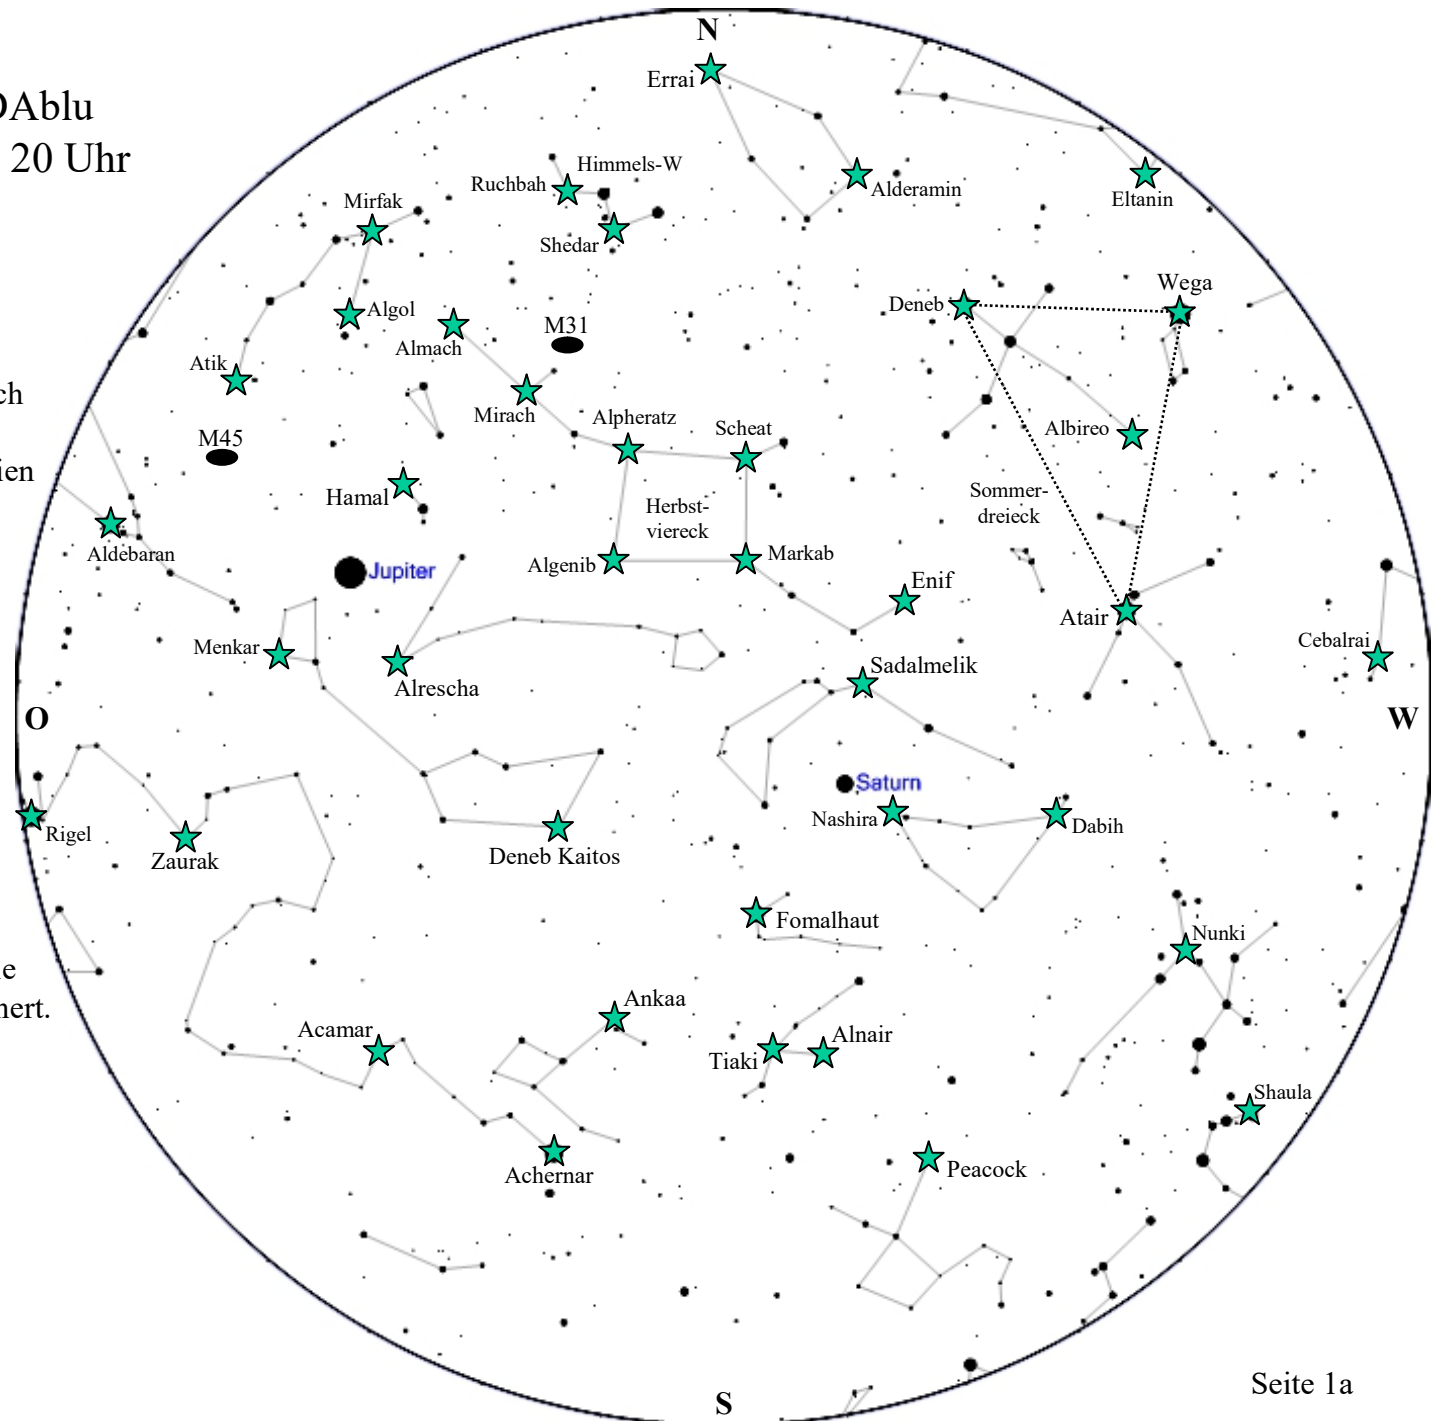 N
Errai
DAblu
20 Uhr
Himmels-W
Ruchbah
Alderamin
Eltanin
Mirfak
Shedar
Wega
Deneb
Algol
M31
Almach
Atik
ch
Mirach
Alpheratz
Scheat
Albireo
M45
ien
Hamal
Herbst-
viereck
Sommer-
dreieck
Aldebaran
Algenib
Markab
Jupiter
Enif
Atair
Menkar
Cebalrai
Sadalmelik
Alrescha
O
W
Saturn
Nashira
Dabih
Rigel
Zaurak
Deneb Kaitos
Fomalhaut
Nunki
nert.
Ankaa
Acamar
Alnair
Tiaki
Shaula
Achernar
Peacock
Seite 1a
S